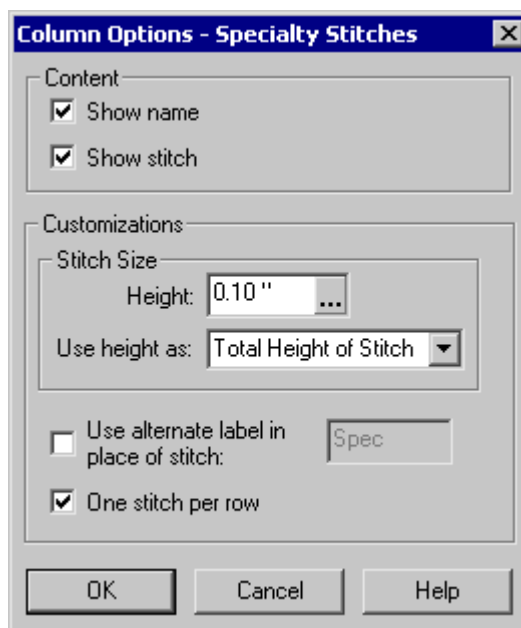 Column Options - Specialty Stitches
Content
Show name
Show stitch
Customizations
Stitch Size
Height: 0.10 " ...
Use height as: Total Height of Stitch
Use alternate label in
place of stitch: Spec
One stitch per row
OK Cancel Help